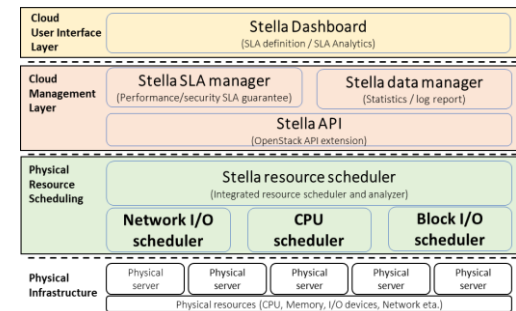 Cloud
User Interface
Layer
Stella Dashboard
(SLA definition / SLA Analytics)
Cloud
Management
Layer
Stella SLA manager
(Performance/security SLA guarantee)
Stella data manager
(Statistics / log report)
Stella API
(OpenStack API extension)
Physical
Resource
Scheduling
Stella resource scheduler
(Integrated resource scheduler and analyzer)
Network I/O
scheduler
CPU
scheduler
Block I/O
scheduler
Physical
Infrastructure
Physical
server
Physical
server
Physical
server
Physical
server
Physical
server
Physical resources (CPU, Memory, I/O devices, Network eta.)